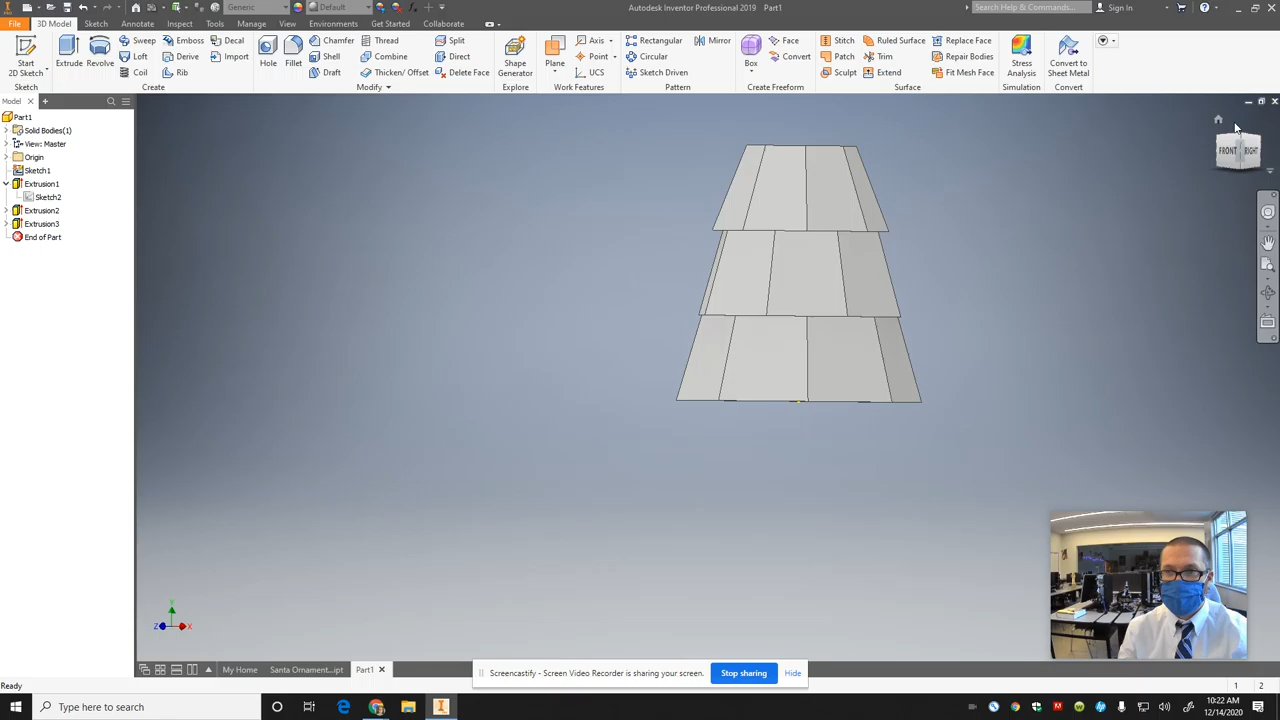 PRO
Generic
Default
Autodesk Inventor Professional 2019 Part1
Search Help & Commands...
Sign In
File 3D Model Sketch Annotate Inspect Tools Manage View Environments Get Started Collaborate
Start
2D Sketch
Extrude
Revolve
Sweep
Loft
Coil
Emboss
Derive
Rib
Decal
Import
Hole
Fillet
Chamfer
Shell
Draft
Thread
Combine
Thicken/ Offset
Split
Direct
Delete Face
Shape
Generator
Plane
Axis
Point
UCS
Rectangular
Circular
Sketch Driven
Mirror
Box
Face
Convert
Stitch
Patch
Sculpt
Ruled Surface
Trim
Extend
Replace Face
Repair Bodies
Fit Mesh Face
Stress
Analysis
Convert to
Sheet Metal
Sketch Create Modify Explore Work Features Pattern Create Freeform Surface Simulation Convert
Model
Part1
Solid Bodies(1)
View: Master
Origin
Sketch1
Extrusion1
Sketch2
Extrusion2
Extrusion3
End of Part
FRONT RIGHT
Y
Z X
My Home Santa Ornament...ipt Part1
Screencastify - Screen Video Recorder is sharing your screen. Stop sharing Hide
Ready 1 2
Type here to search
10:22 AM
12/14/2020